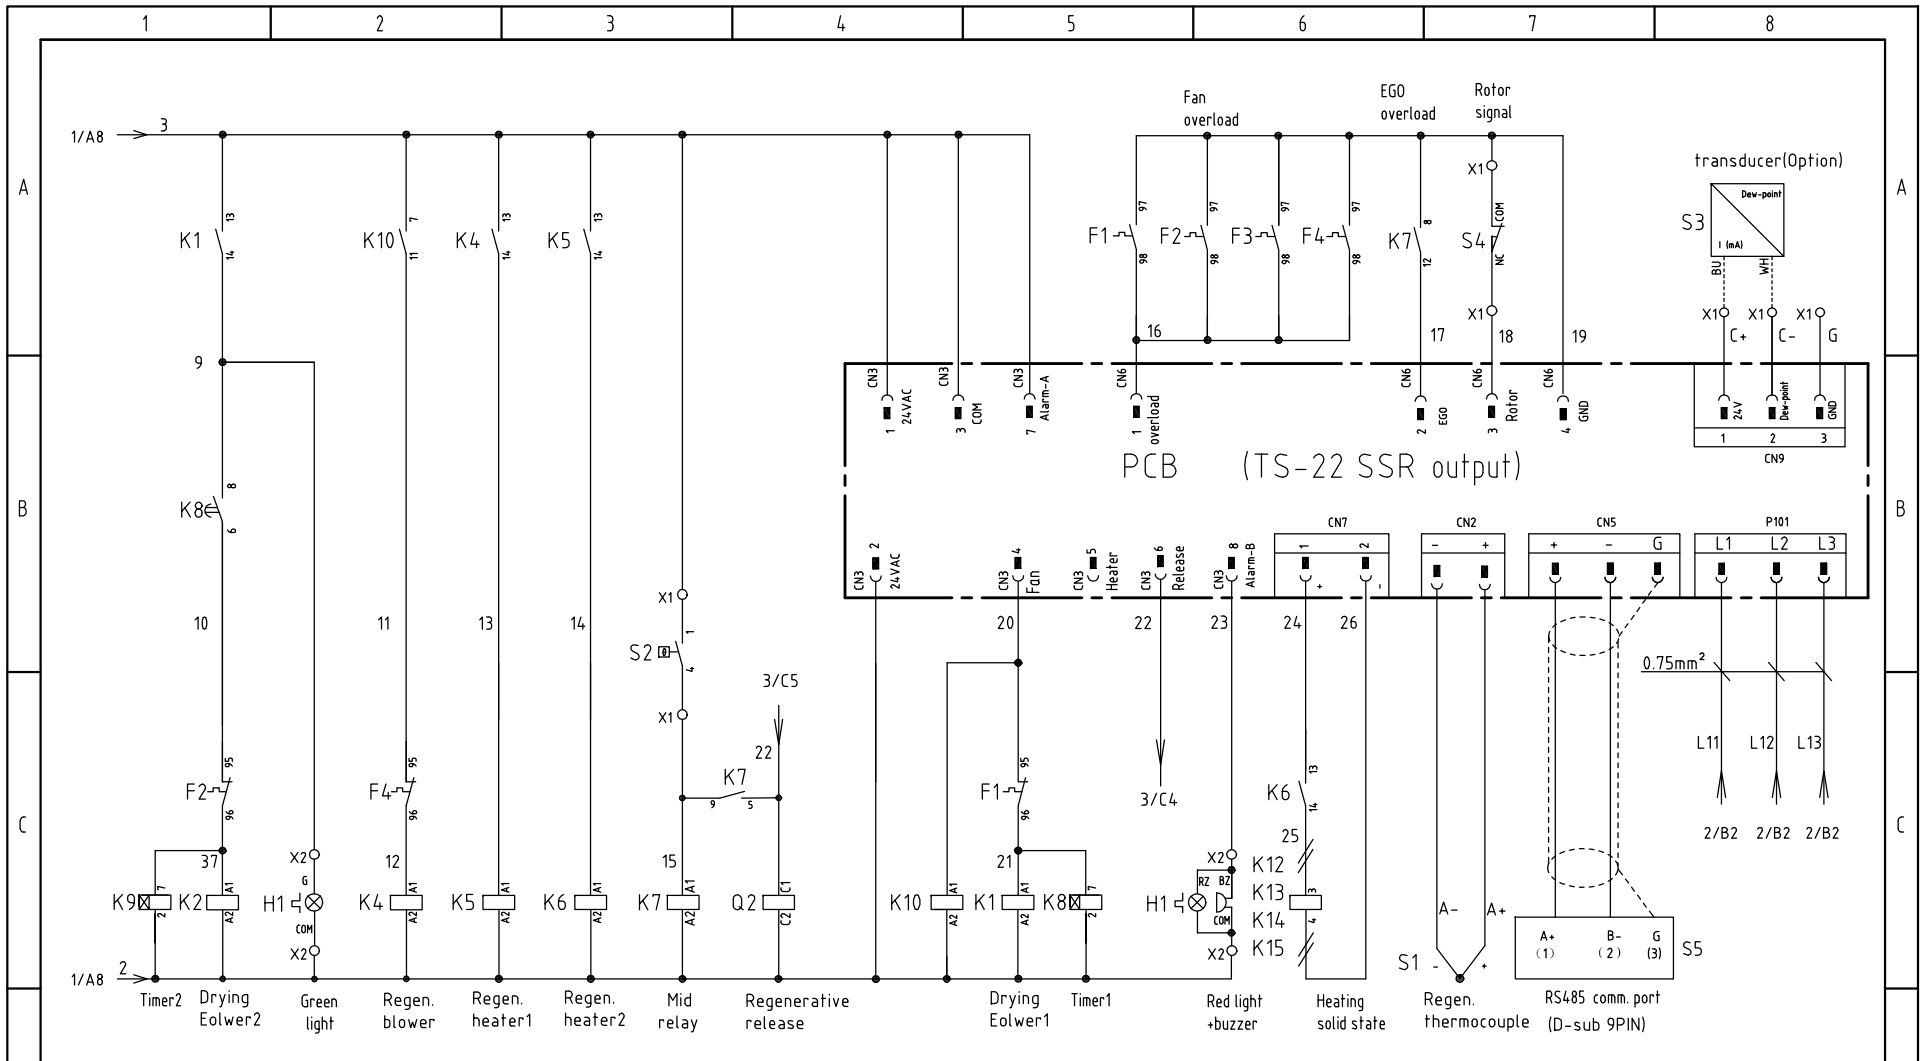 1 2 3 4 5 6 7 8
Fan
overload
EGO
overload
Rotor
signal
1/A8 3
transducer(Option)
A A
Dew-point
S3
I (mA)
BU WH
K1 13 14
K10 7 11
K4 13 14
K5 13 14
F1 97 98
F2 97 98
F3 97 98
F4 97 98
K7 8 12
S4 COM NC
X1
X1
X1 X1 X1
C+ C- G
16 17 18 19
9
CN3 CN3 CN3 CN6 CN6 CN6 CN6
1 24VAC
3 COM
7 Alarm-A
1 overload
2 EGO
3 Rotor
4 GND
24V Dew-point GND
1 2 3
CN9
PCB (TS-22 SSR output)
B B
K8 8 6
CN7 CN2 CN5 P101
1 2
+ -
- +
+ - G
L1 L2 L3
CN3 2 24VAC
CN3 4 Fan
CN3 5 Heater
CN3 6 Release
CN3 8 Alarm-B
X1
10 11 13 14
20 22 23 24 26
S2 1 4
0.75mm²
3/C5
X1
22
L11 L12 L13
K7
9 5
F2 95 96
F4 95 96
F1 95 96
3/C4
K6 13 14
2/B2 2/B2 2/B2
C C
25
37 X2 12 15 21 X2
K9 7 2
K2 A1 A2
H1 G COM
K4 A1 A2
K5 A1 A2
K6 A1 A2
K7 A1 A2
Q2 C1 C2
K10 A1 A2
K1 A1 A2
K8 7 2
H1 RZ BZ COM
K12
K13
K14
K15
3 4
A- A+
A+ B- G
(1) (2) (3)
S5
X2 X2
S1 - +
1/A8 2
Timer2
Drying
Eolwer2
Green
light
Regen.
blower
Regen.
heater1
Regen.
heater2
Mid
relay
Regenerative
release
Drying
Eolwer1
Timer1
Red light
+buzzer
Heating
solid state
Regen.
thermocouple
RS485 comm. port
(D-sub 9PIN)